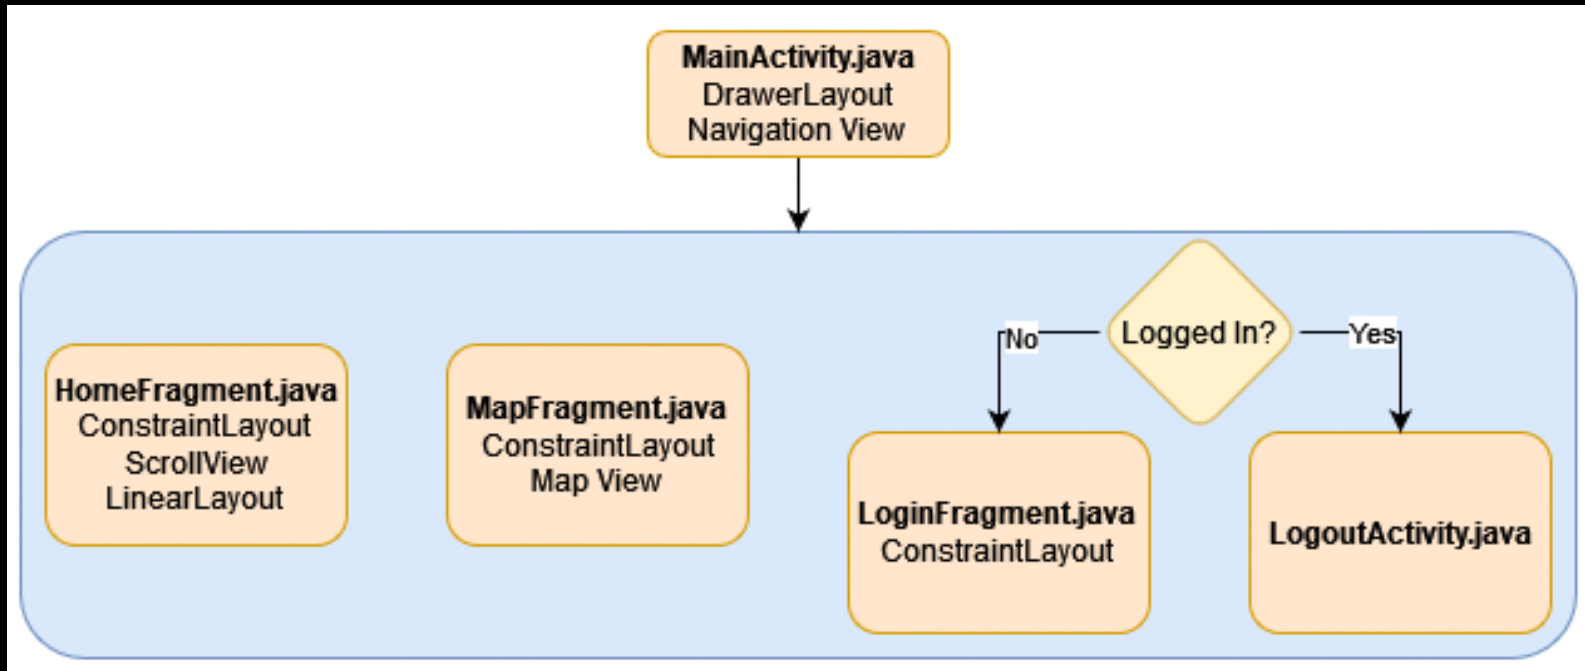 MainActivity.java
DrawerLayout
Navigation View
Logged In?
No
Yes
HomeFragment.java
ConstraintLayout
ScrollView
LinearLayout
MapFragment.java
ConstraintLayout
Map View
LoginFragment.java
ConstraintLayout
LogoutActivity.java